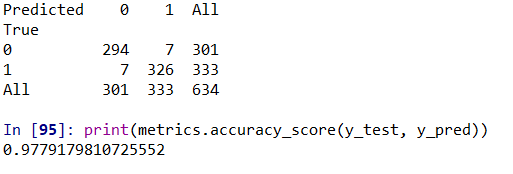 Predicted 0 1 All
True
0 294 7 301
1 7 326 333
All 301 333 634
In [95]: print(metrics.accuracy_score(y_test, y_pred))
0.9779179810725552